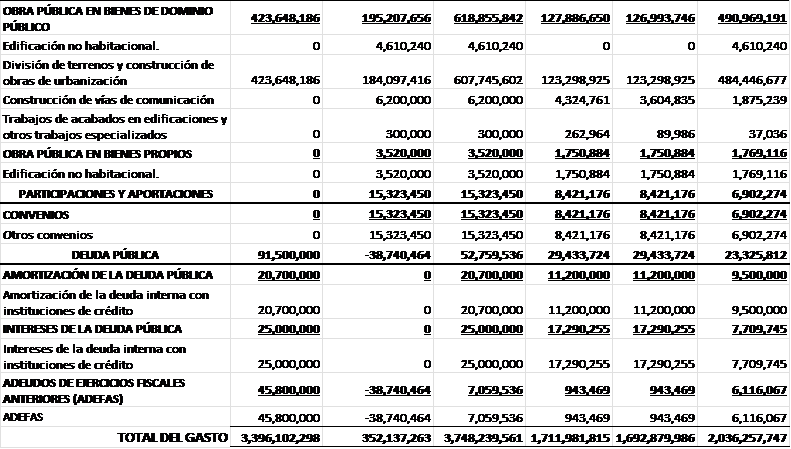 OBRA PÚBLICA EN BIENES DE DOMINIO
PÚBLICO 423,648,186 195,207,656 618,855,842 127,886,650 126,993,746 490,969,191
Edificación no habitacional. 0 4,610,240 4,610,240 0 0 4,610,240
División de terrenos y construcción de
obras de urbanización 423,648,186 184,097,416 607,745,602 123,298,925 123,298,925 484,446,677
Construcción de vías de comunicación 0 6,200,000 6,200,000 4,324,761 3,604,835 1,875,239
Trabajos de acabados en edificaciones y
otros trabajos especializados 0 300,000 300,000 262,964 89,986 37,036
OBRA PÚBLICA EN BIENES PROPIOS 0 3,520,000 3,520,000 1,750,884 1,750,884 1,769,116
Edificación no habitacional. 0 3,520,000 3,520,000 1,750,884 1,750,884 1,769,116
PARTICIPACIONES Y APORTACIONES 0 15,323,450 15,323,450 8,421,176 8,421,176 6,902,274
CONVENIOS 0 15,323,450 15,323,450 8,421,176 8,421,176 6,902,274
Otros convenios 0 15,323,450 15,323,450 8,421,176 8,421,176 6,902,274
DEUDA PÚBLICA 91,500,000 -38,740,464 52,759,536 29,433,724 29,433,724 23,325,812
AMORTIZACIÓN DE LA DEUDA PÚBLICA 20,700,000 0 20,700,000 11,200,000 11,200,000 9,500,000
Amortización de la deuda interna con
instituciones de crédito 20,700,000 0 20,700,000 11,200,000 11,200,000 9,500,000
INTERESES DE LA DEUDA PÚBLICA 25,000,000 0 25,000,000 17,290,255 17,290,255 7,709,745
Intereses de la deuda interna con
instituciones de crédito 25,000,000 0 25,000,000 17,290,255 17,290,255 7,709,745
ADEUDOS DE EJERCICIOS FISCALES
ANTERIORES (ADEFAS) 45,800,000 -38,740,464 7,059,536 943,469 943,469 6,116,067
ADEFAS 45,800,000 -38,740,464 7,059,536 943,469 943,469 6,116,067
TOTAL DEL GASTO 3,396,102,298 352,137,263 3,748,239,561 1,711,981,815 1,692,879,986 2,036,257,747